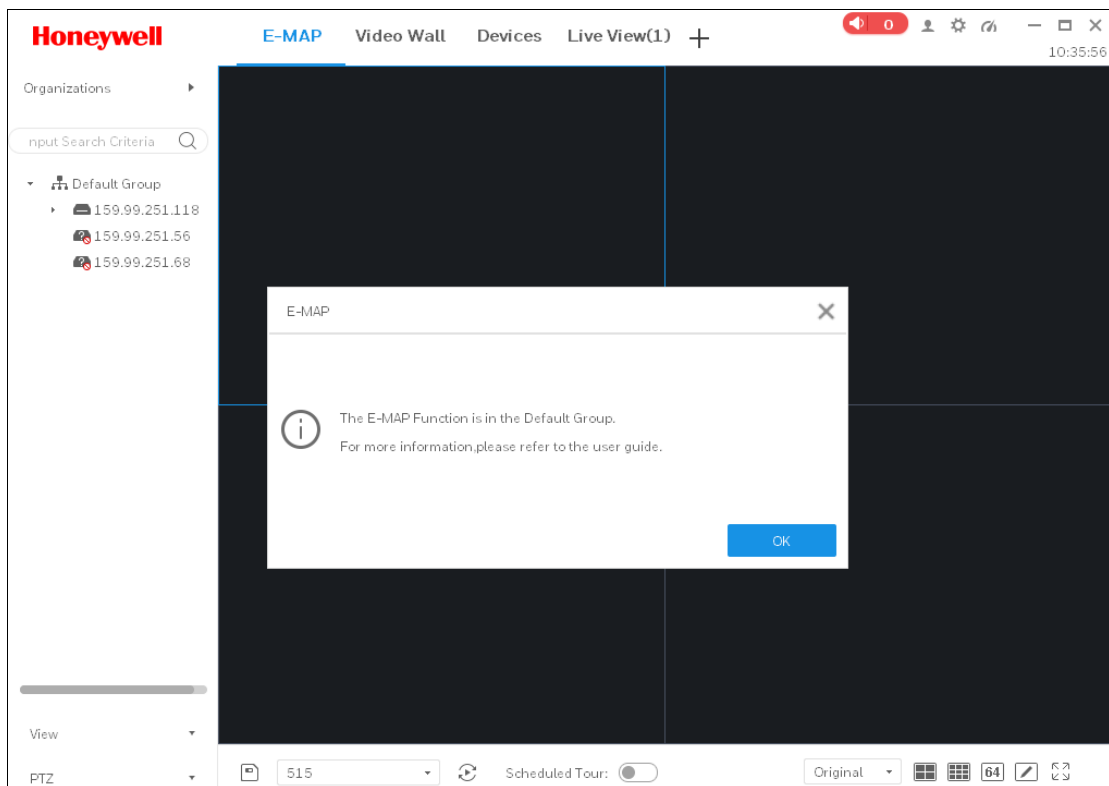 Honeywell
E-MAP Video Wall Devices Live View(1)
0
10:35:56
Organizations
nput Search Criteria
Default Group
159.99.251.118
159.99.251.56
159.99.251.68
E-MAP
The E-MAP Function is in the Default Group.
For more information,please refer to the user guide.
OK
View
PTZ
515
Scheduled Tour:
Original
64